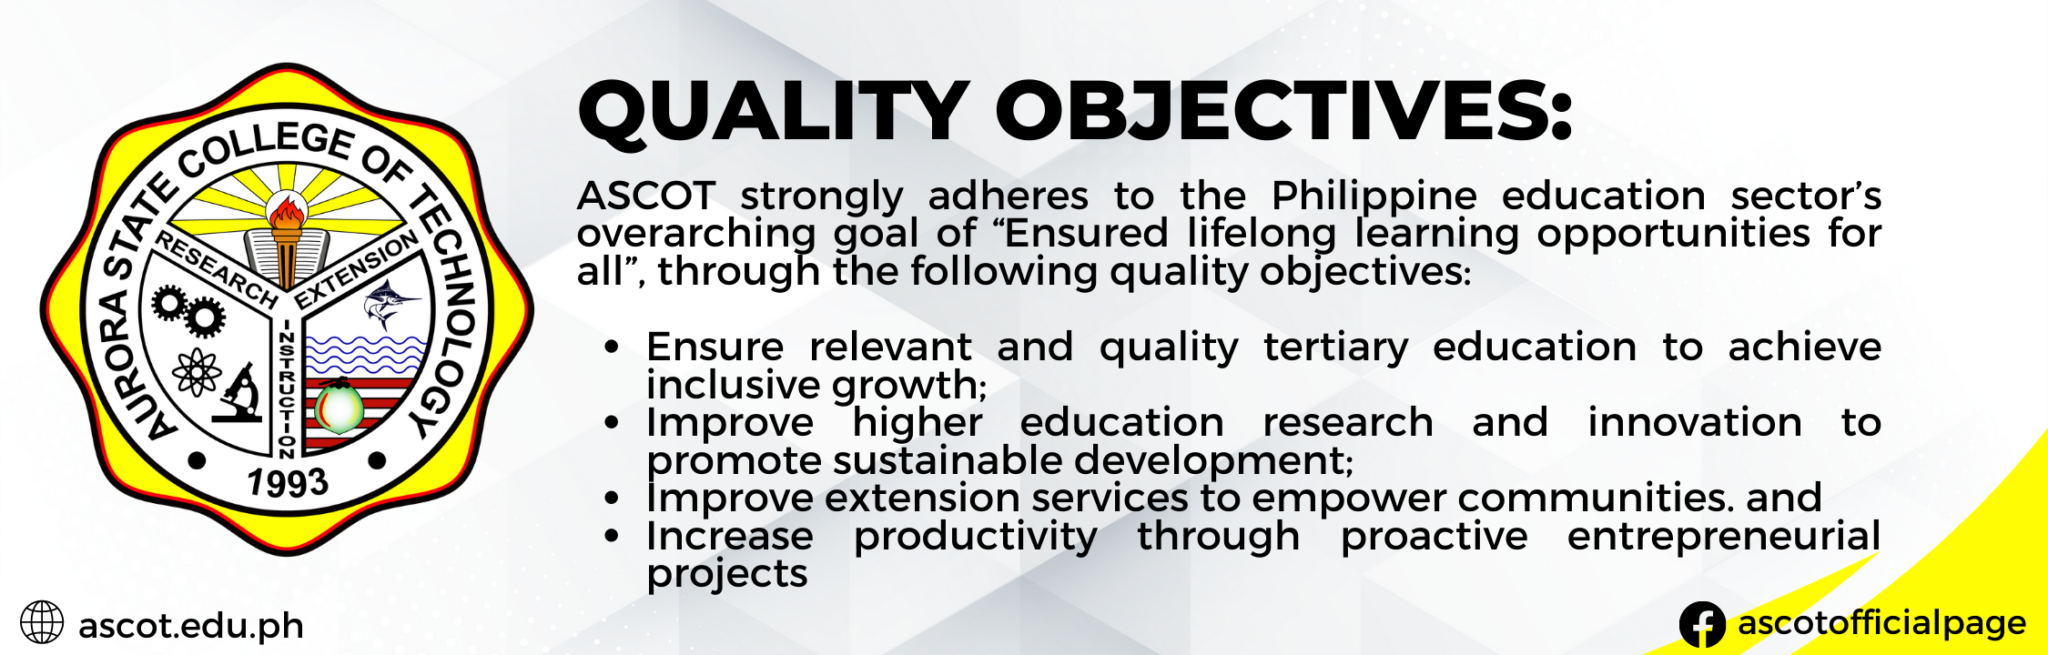 AURORA STATE COLLEGE OF TECHNOLOGY
RESEARCH
EXTENSION
INSTRUCTION
1993
QUALITY OBJECTIVES:
ASCOT strongly adheres to the Philippine education sector’s
overarching goal of “Ensured lifelong learning opportunities for
all”, through the following quality objectives:
• Ensure relevant and quality tertiary education to achieve
inclusive growth;
• Improve higher education research and innovation to
promote sustainable development;
• Improve extension services to empower communities. and
• Increase productivity through proactive entrepreneurial
projects
ascot.edu.ph
ascotofficialpage